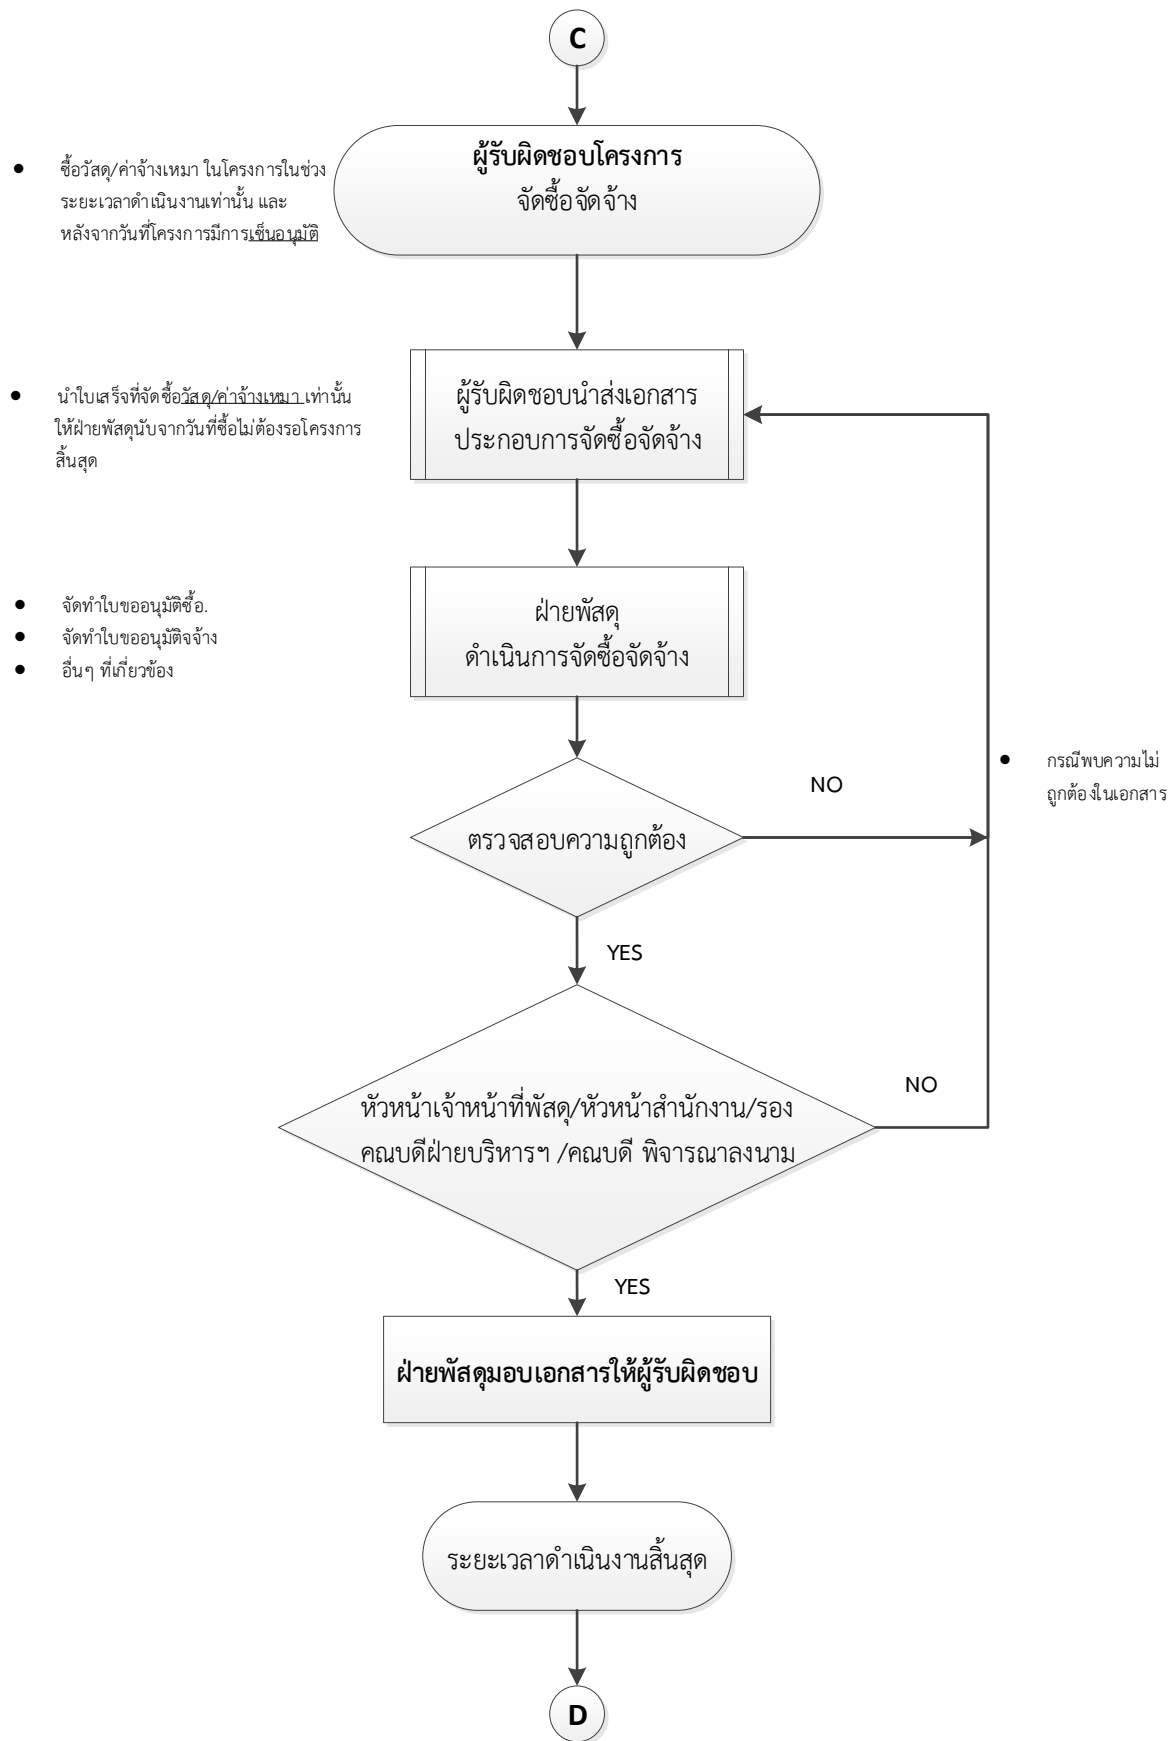 C
ผู้รับผิดชอบโครงการ
จัดซื้อจัดจ้าง
● ซื้อวัสดุ/ค่าจ้างเหมา ในโครงการในช่วง
ระยะเวลาดำเนินงานเท่านั้น และ
หลังจากวันที่โครงการมีการเซ็นอนุมัติ
ผู้รับผิดชอบนำส่งเอกสาร
ประกอบการจัดซื้อจัดจ้าง
● นำใบเสร็จที่จัดซื้อวัสดุ/ค่าจ้างเหมา เท่านั้น
ให้ฝ่ายพัสดุนับจากวันที่ซื้อไม่ต้องรอโครงการ
สิ้นสุด
ฝ่ายพัสดุ
ดำเนินการจัดซื้อจัดจ้าง
● จัดทำใบขออนุมัติซื้อ.
● จัดทำใบขออนุมัติจจ้าง
● อื่นๆ ที่เกี่ยวข้อง
● กรณีพบความไม่
ถูกต้องในเอกสาร
NO
ตรวจสอบความถูกต้อง
YES
NO
หัวหน้าเจ้าหน้าที่พัสดุ/หัวหน้าสำนักงาน/รอง
คณบดีฝ่ายบริหารฯ /คณบดี พิจารณาลงนาม
YES
ฝ่ายพัสดุมอบเอกสารให้ผู้รับผิดชอบ
ระยะเวลาดำเนินงานสิ้นสุด
D